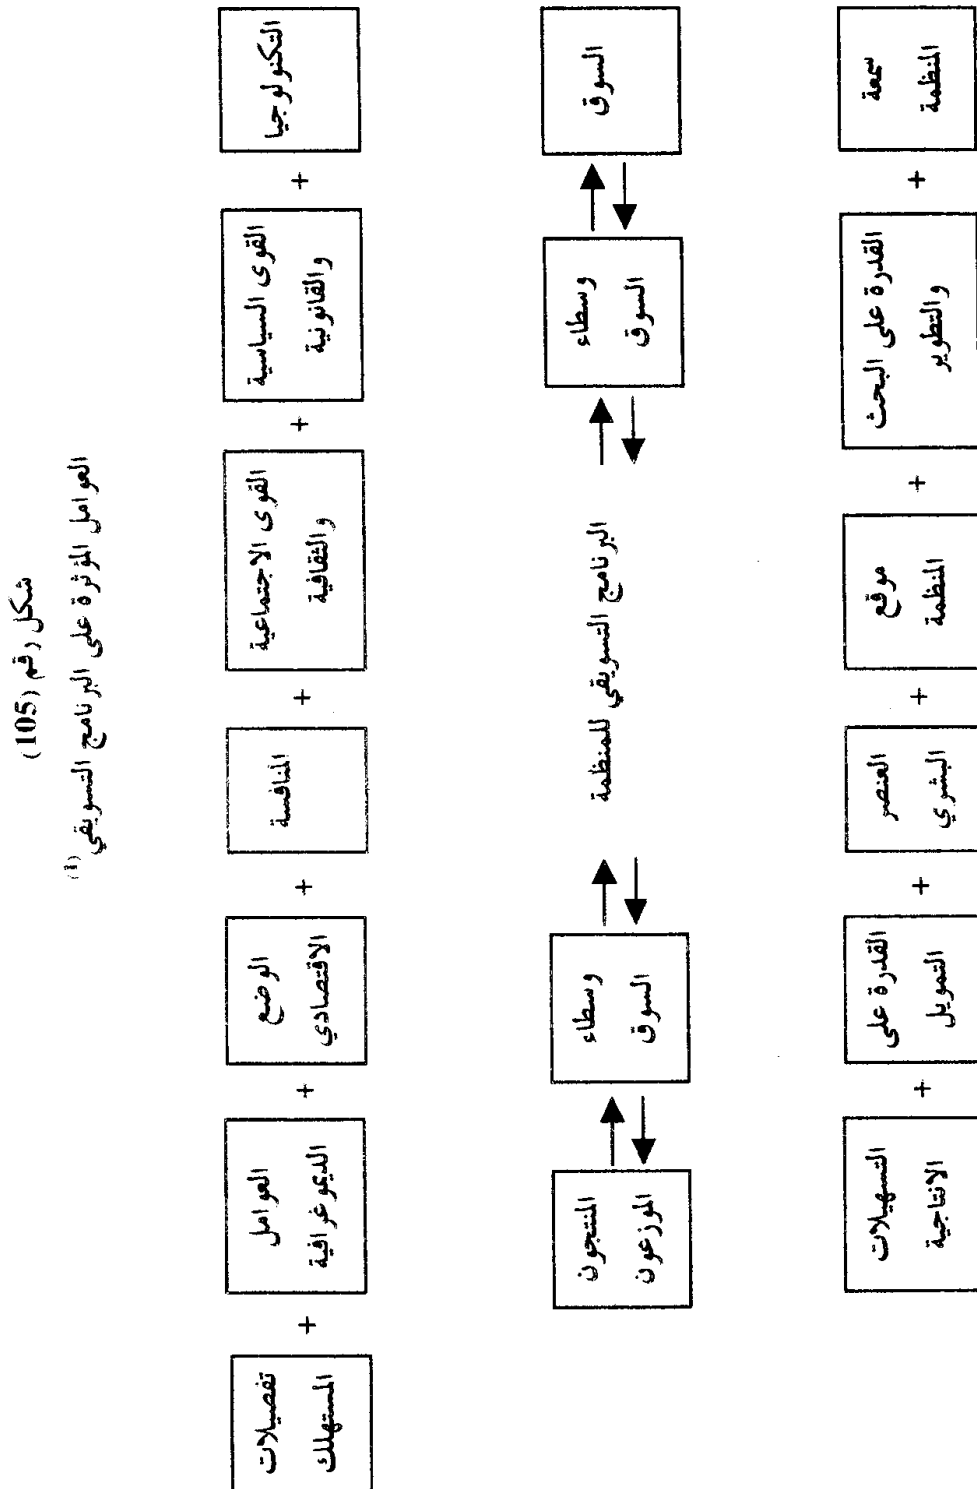 شكل رقم (105)
العوامل المؤثرة على البرنامج التسويقي (1)
التكنولوجيا
+
القوى السياسية
والقانونية
+
القوى الاجتماعية
والثقافية
+
المنافسة
+
الوضع
الاقتصادي
+
العوامل
الديموغرافية
+
تفضيلات
المستهلك
السوق
وسطاء
السوق
البرنامج التسويقي للمنظمة
وسطاء
السوق
المنتجون
الموزعون
سمعة
المنظمة
+
القدرة على البحث
والتطوير
+
موقع
المنظمة
+
العنصر
البشري
+
القدرة على
التمويل
+
التسهيلات
الانتاجية